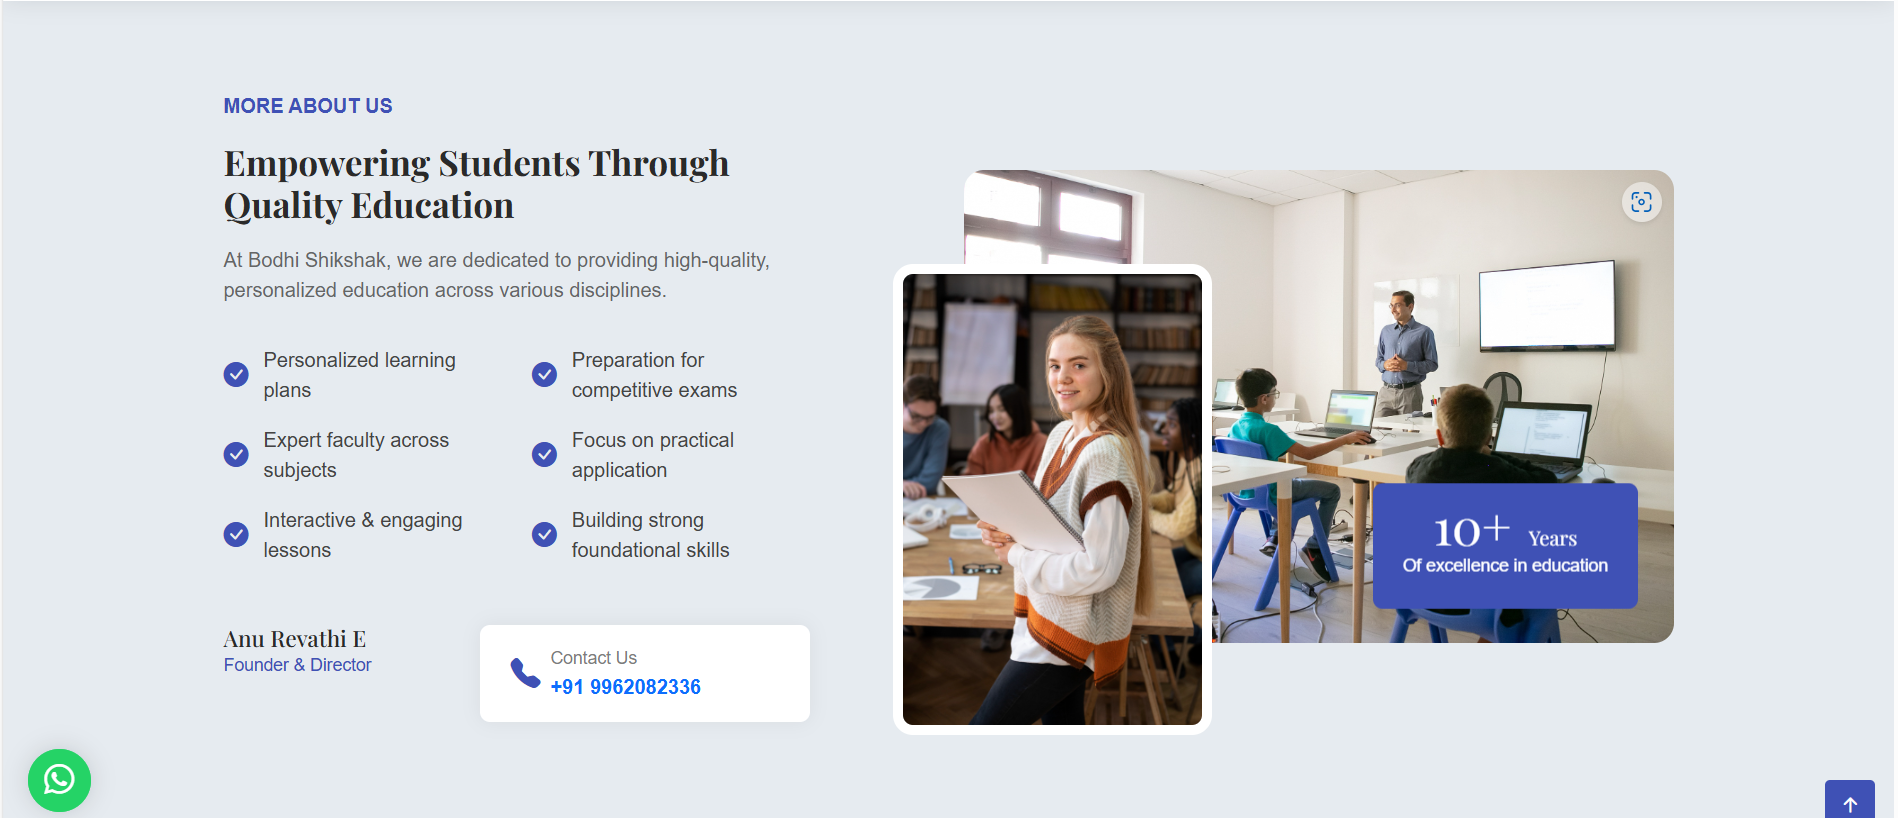 MORE ABOUT US
Empowering Students Through
Quality Education
At Bodhi Shikshak, we are dedicated to providing high-quality,
personalized education across various disciplines.
Personalized learning
plans
Preparation for
competitive exams
Expert faculty across
subjects
Focus on practical
application
Interactive & engaging
lessons
Building strong
foundational skills
Anu Revathi E
Founder & Director
Contact Us
+91 9962082336
10+ Years
Of excellence in education